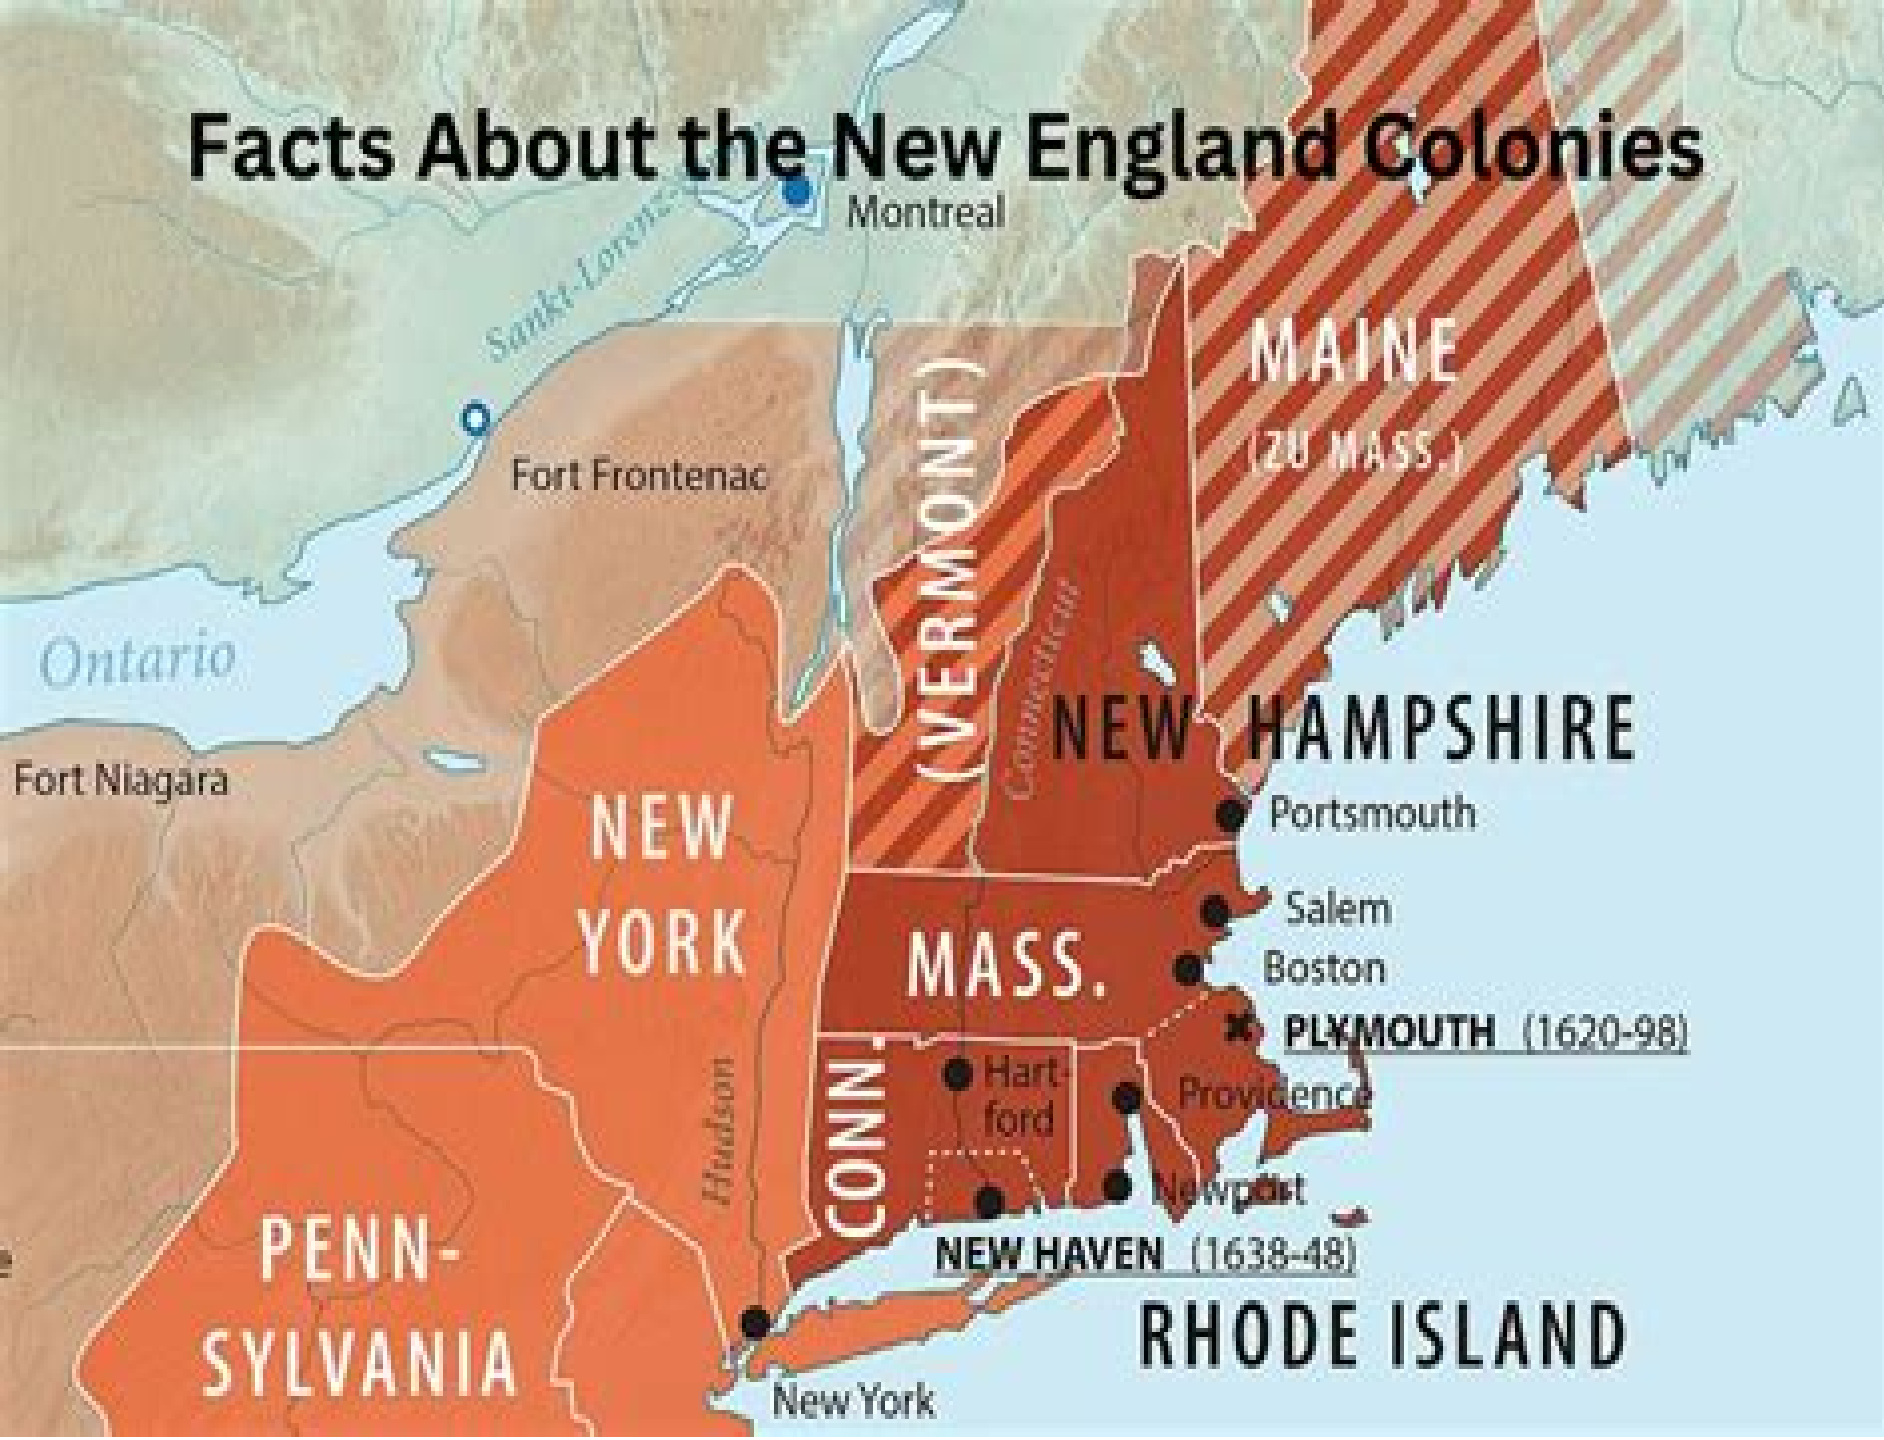 Facts About the New England Colonies
Montreal
Sankt-Lorenz-
MAINE
(ZU MASS.)
Fort Frontenac
(VERMONT)
Connecticut
Ontario
NEW HAMPSHIRE
Fort Niagara
Portsmouth
NEW
YORK
Salem
MASS.
Boston
PLYMOUTH (1620-98)
Hart-
ford
Providence
CONN.
Hudson
Newport
NEW HAVEN (1638-48)
PENN-
SYLVANIA
RHODE ISLAND
New York